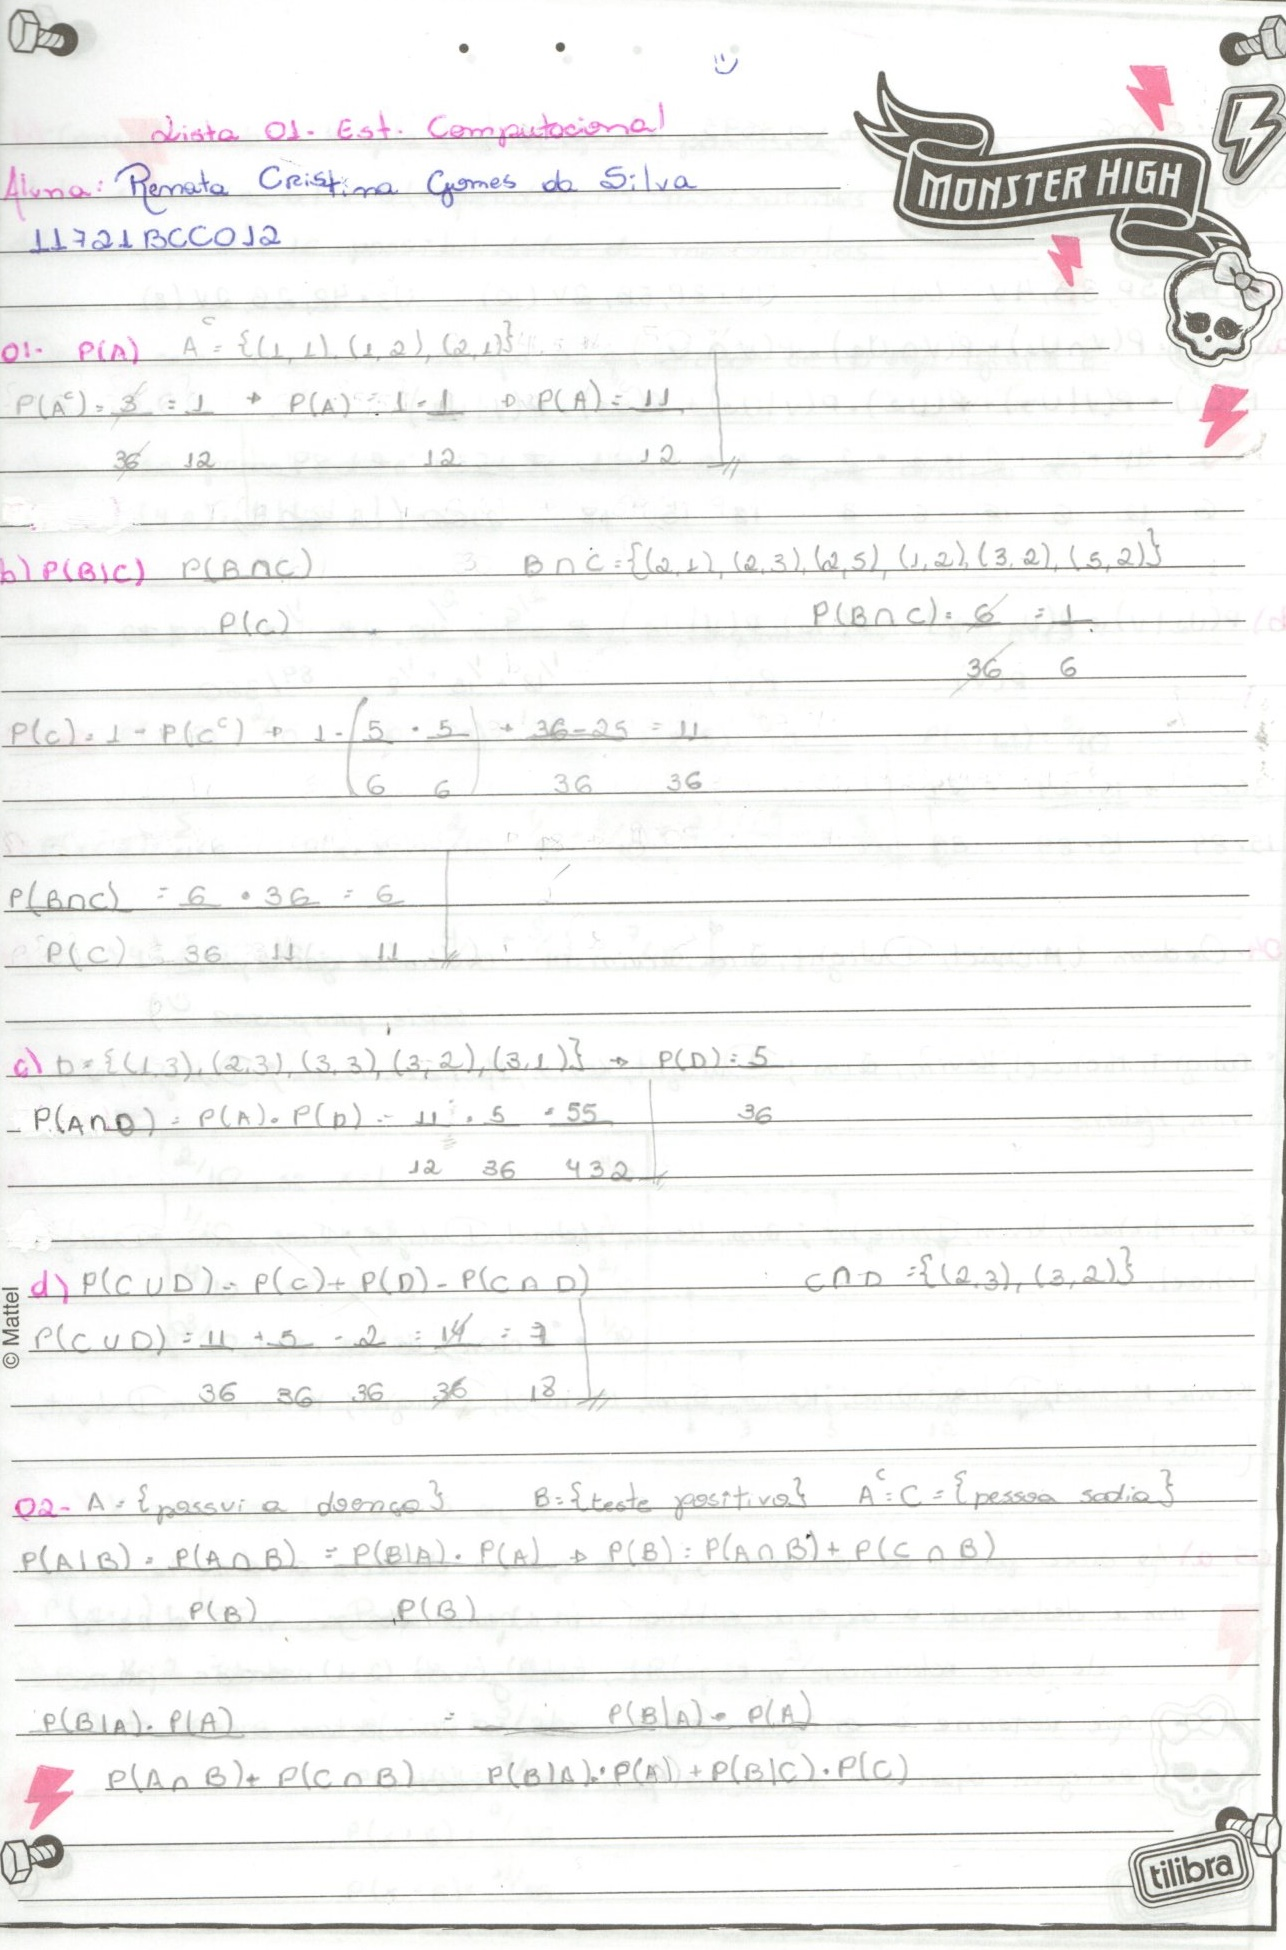 Lista 01 - Est. Computacional
MONSTER HIGH
Aluna: Renata Cristina Gomes da Silva
11721BCC012
01- P(A) Aᶜ = {(1,1), (1,2), (2,1)}
P(Aᶜ) = 3 = 1 → P(A) = 1 - 1 → P(A) = 11
36 12 12 12
b) P(B|C) P(B∩C) B∩C = {(2,1), (2,3), (2,5), (1,2), (3,2), (5,2)}
P(C) P(B∩C) = 6 = 1
36 6
P(C) = 1 - P(Cᶜ) → 1 - (5 · 5) → 36-25 = 11
6 6 36 36
P(B∩C) = 6 · 36 = 6
P(C) 36 11 11
c) D = {(1,3), (2,3), (3,3), (3,2), (3,1)} → P(D) = 5
- P(A∩D) = P(A) · P(D) = 11 · 5 = 55 36
12 36 432
d) P(C∪D) = P(C) + P(D) - P(C∩D) C∩D = {(2,3), (3,2)}
P(C∪D) = 11 + 5 - 2 = 14 = 7
36 36 36 36 18
© Mattel
02- A = {possui a doença} B = {teste positivo} Aᶜ = C = {pessoa sadia}
P(A|B) = P(A∩B) = P(B|A) · P(A) → P(B) = P(A∩B) + P(C∩B)
P(B) P(B)
P(B|A) · P(A) = P(B|A) · P(A)
P(A∩B) + P(C∩B) P(B|A) · P(A) + P(B|C) · P(C)
tilibra